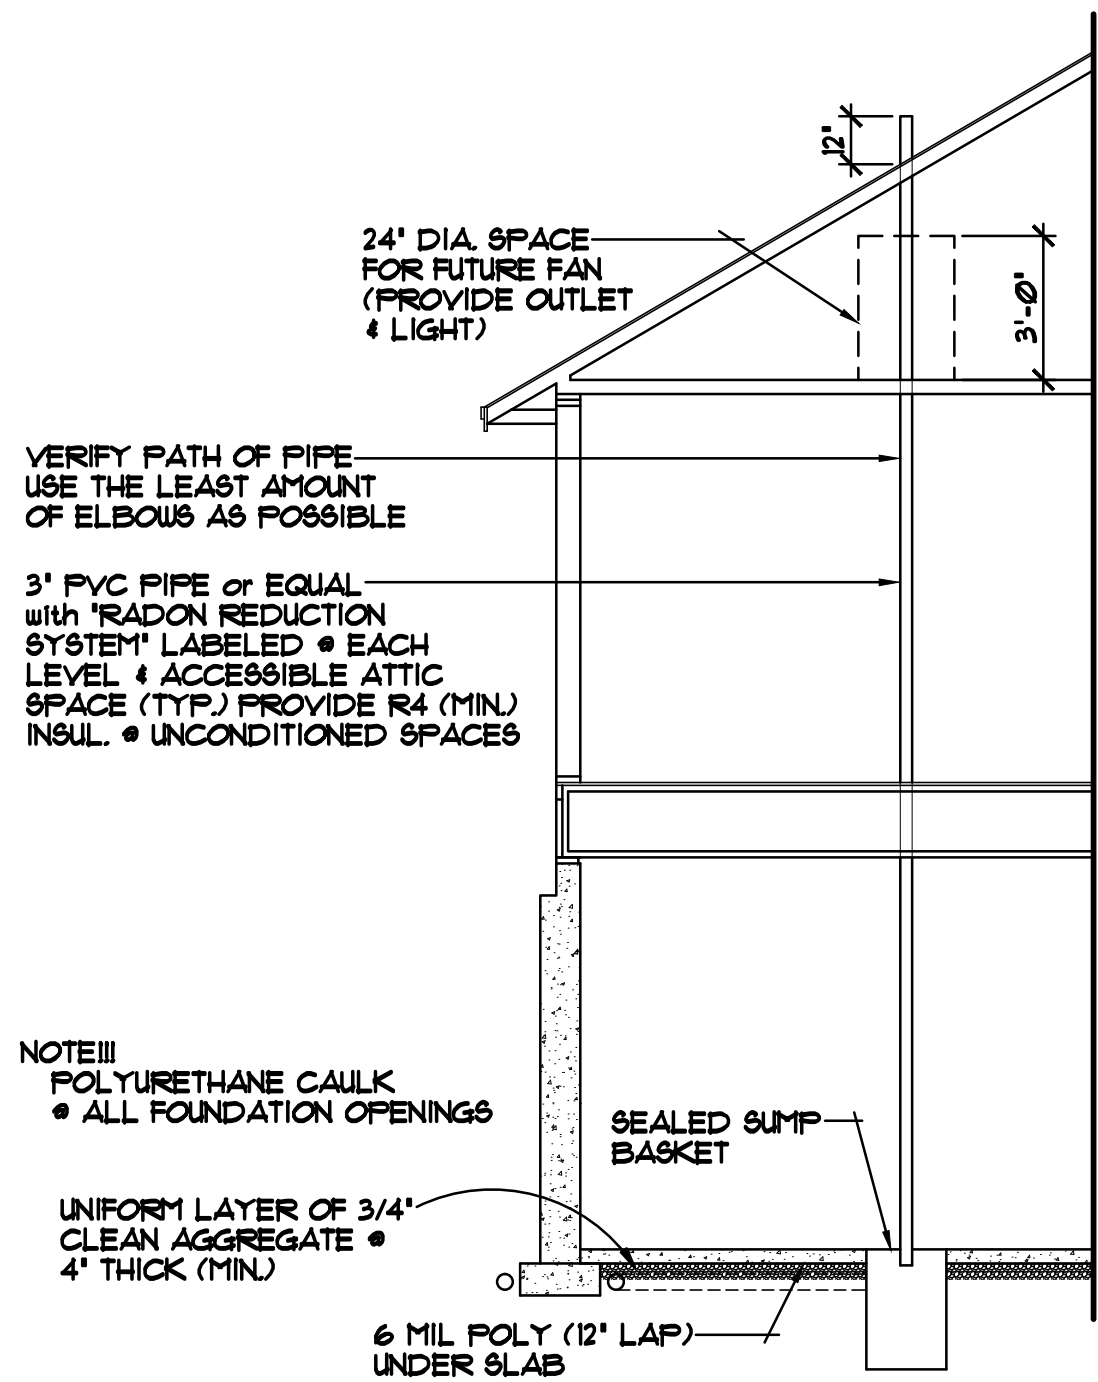 12"
24" DIA. SPACE
FOR FUTURE FAN
(PROVIDE OUTLET
& LIGHT)
3'-0"
VERIFY PATH OF PIPE
USE THE LEAST AMOUNT
OF ELBOWS AS POSSIBLE
3" PVC PIPE or EQUAL
with "RADON REDUCTION
SYSTEM" LABELED @ EACH
LEVEL & ACCESSIBLE ATTIC
SPACE (TYP.) PROVIDE R4 (MIN.)
INSUL. @ UNCONDITIONED SPACES
NOTE!!!
POLYURETHANE CAULK
@ ALL FOUNDATION OPENINGS
SEALED SUMP
BASKET
UNIFORM LAYER OF 3/4"
CLEAN AGGREGATE @
4" THICK (MIN.)
6 MIL POLY (12" LAP)
UNDER SLAB